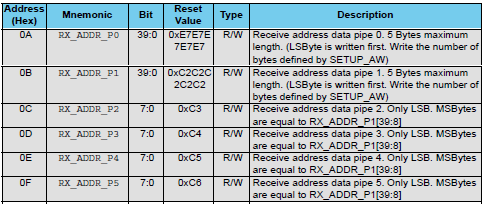 Address (Hex) Mnemonic Bit Reset Value Type Description
0A RX_ADDR_P0 39:0 0xE7E7E R/W Receive address data pipe 0. 5 Bytes maximum
7E7E7 length. (LSByte is written first. Write the number of
bytes defined by SETUP_AW)
0B RX_ADDR_P1 39:0 0xC2C2C R/W Receive address data pipe 1. 5 Bytes maximum
2C2C2 length. (LSByte is written first. Write the number of
bytes defined by SETUP_AW)
0C RX_ADDR_P2 7:0 0xC3 R/W Receive address data pipe 2. Only LSB. MSBytes
are equal to RX_ADDR_P1[39:8]
0D RX_ADDR_P3 7:0 0xC4 R/W Receive address data pipe 3. Only LSB. MSBytes
are equal to RX_ADDR_P1[39:8]
0E RX_ADDR_P4 7:0 0xC5 R/W Receive address data pipe 4. Only LSB. MSBytes
are equal to RX_ADDR_P1[39:8]
0F RX_ADDR_P5 7:0 0xC6 R/W Receive address data pipe 5. Only LSB. MSBytes
are equal to RX_ADDR_P1[39:8]